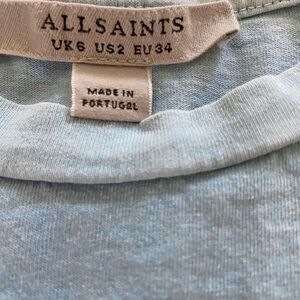 ALLSAINTS
UK6 US2 EU34
MADE IN
PORTUGAL